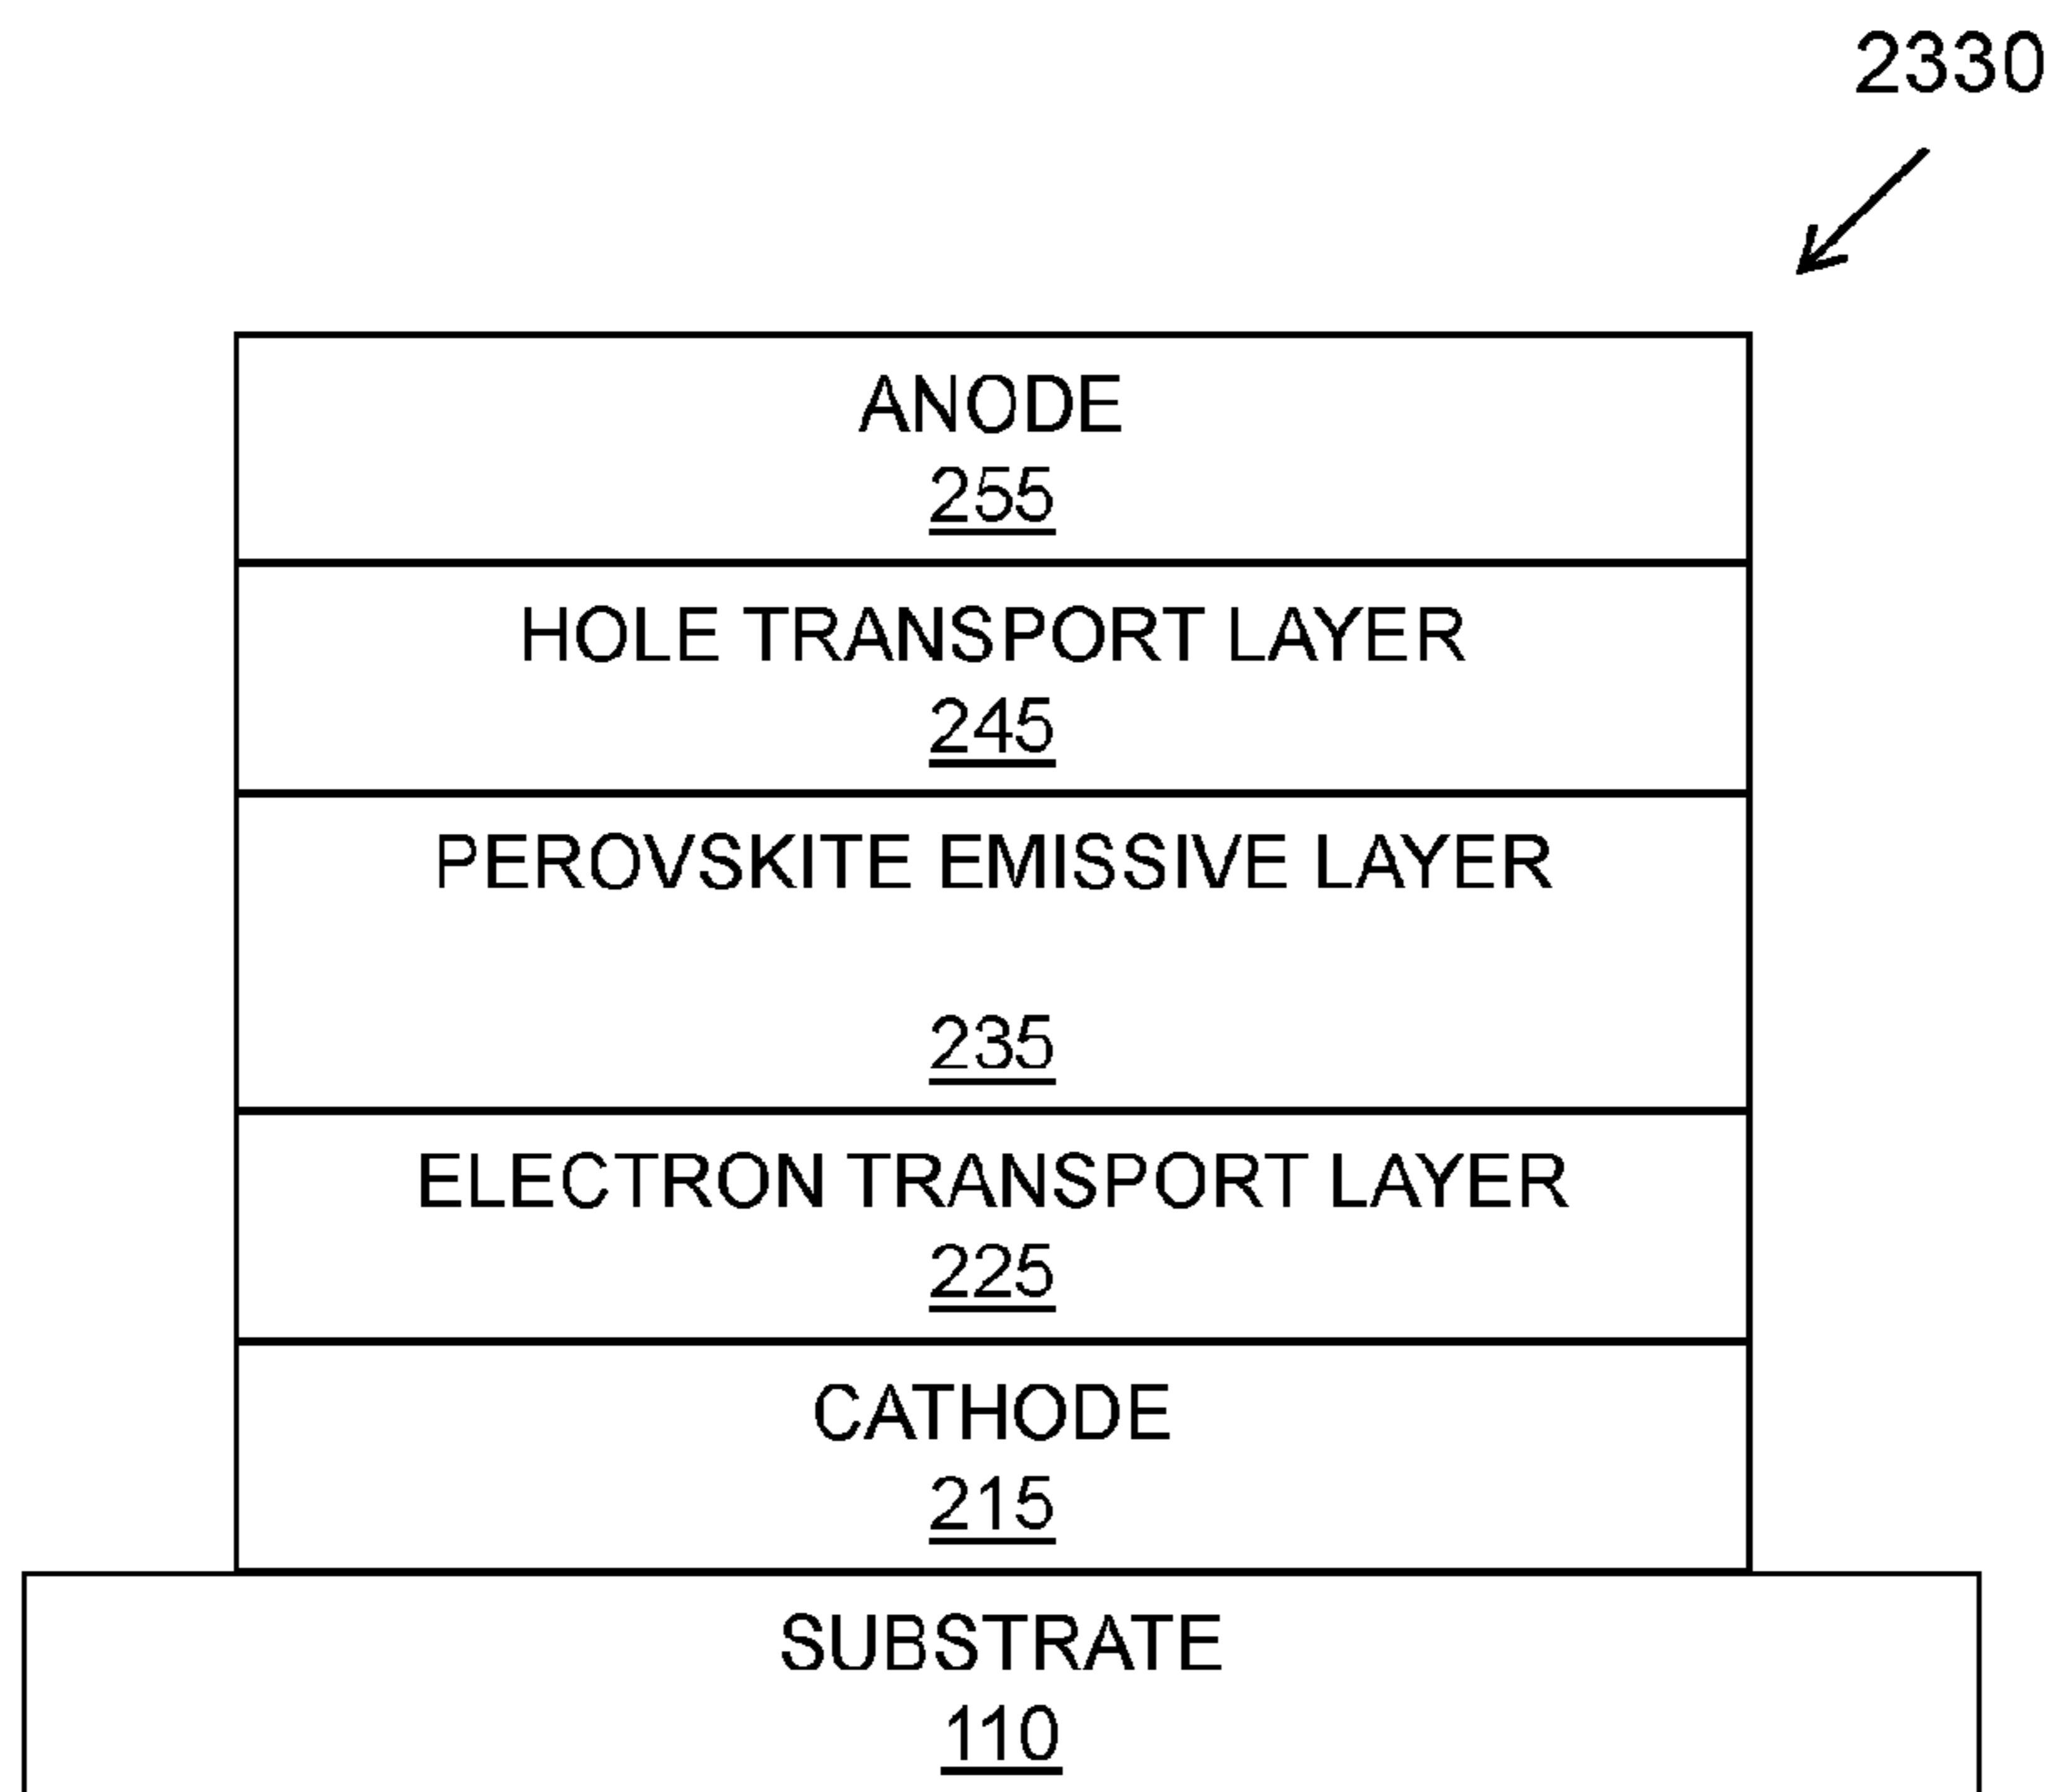 2330
ANODE
255
HOLE TRANSPORT LAYER
245
PEROVSKITE EMISSIVE LAYER
235
ELECTRON TRANSPORT LAYER
225
CATHODE
215
SUBSTRATE
110